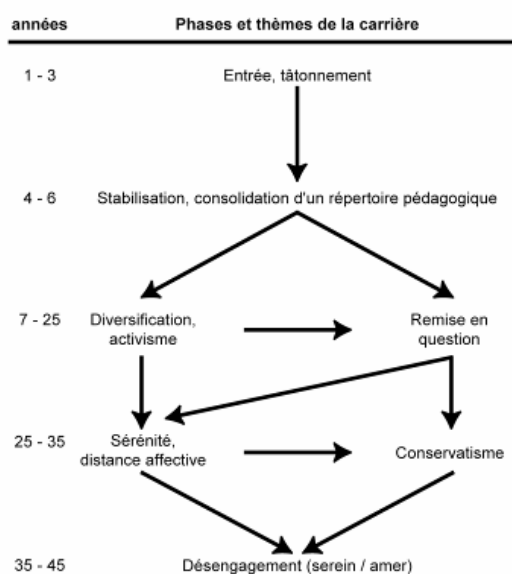 années Phases et thèmes de la carrière
1 - 3 Entrée, tâtonnement
4 - 6 Stabilisation, consolidation d'un répertoire pédagogique
7 - 25 Diversification, Remise en
activisme question
25 - 35 Sérénité, Conservatisme
distance affective
35 - 45 Désengagement (serein / amer)